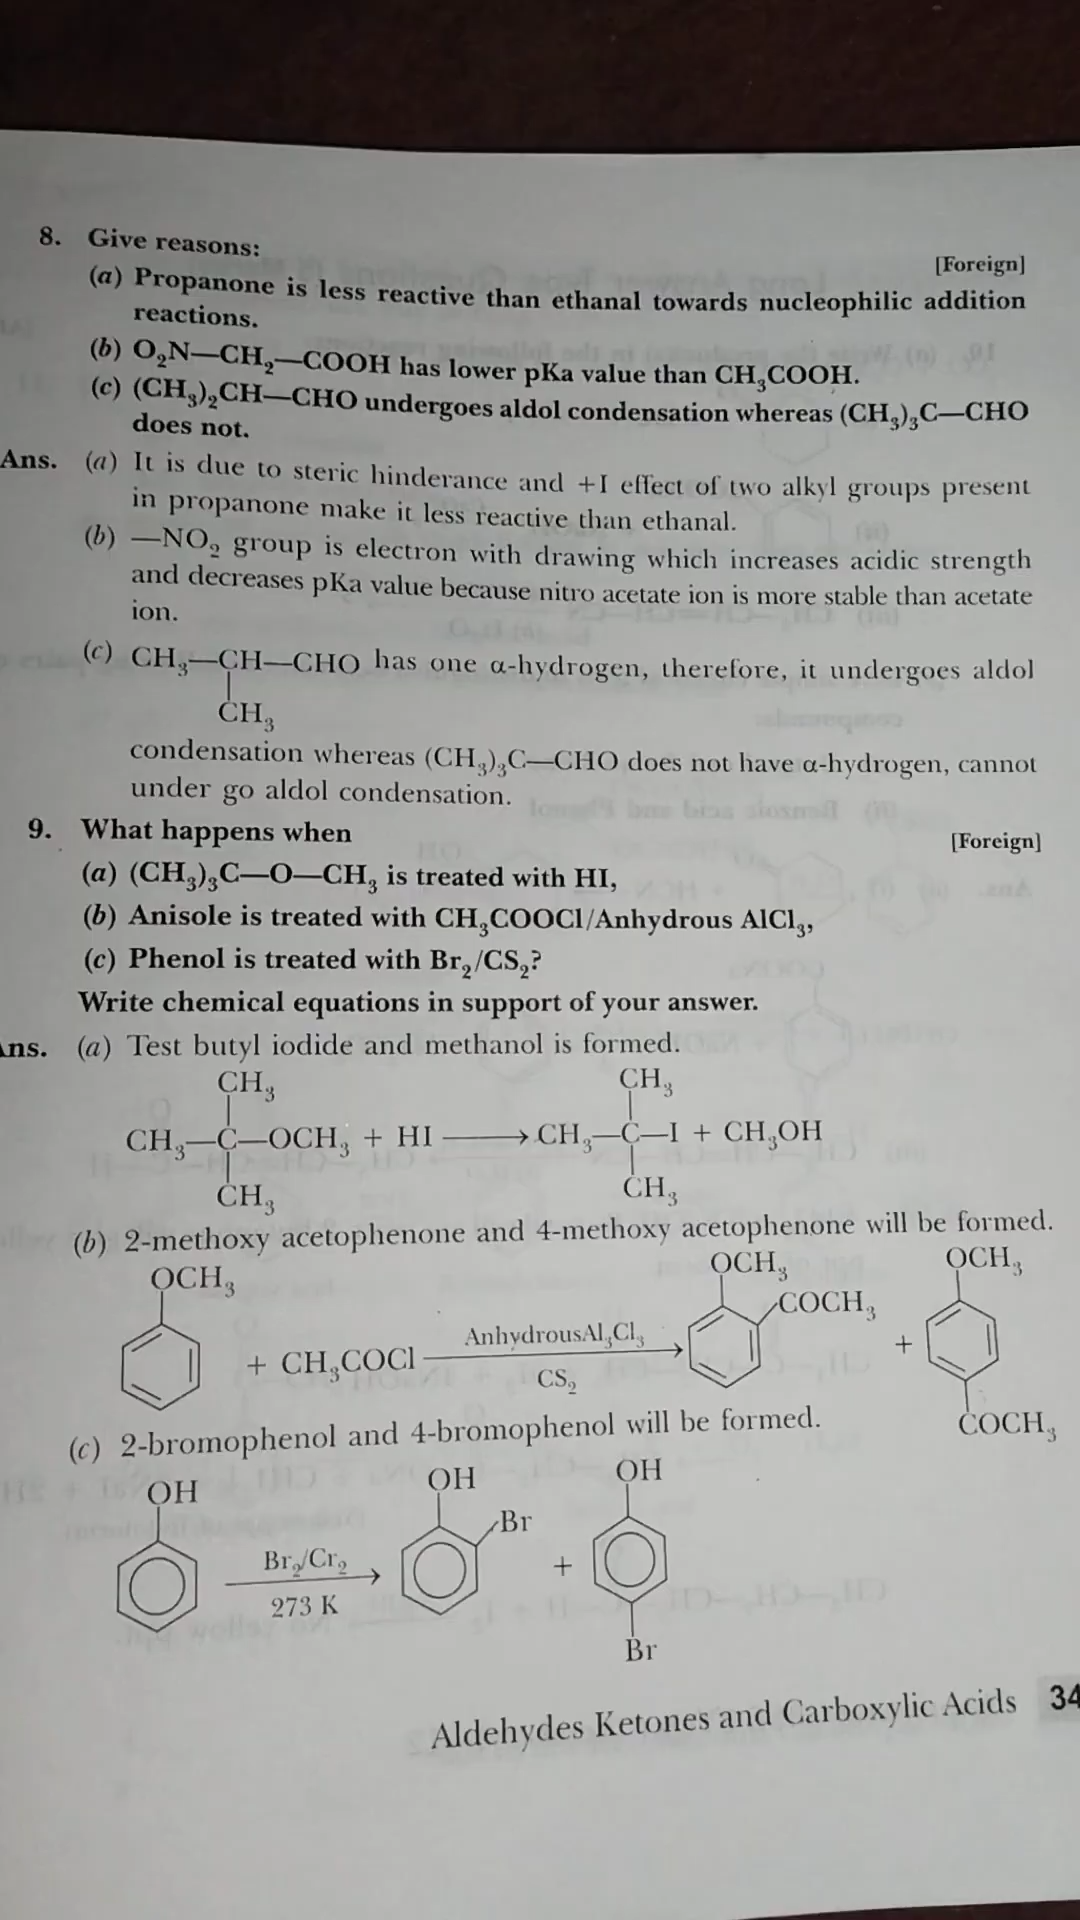 8. Give reasons:
[Foreign]
(a) Propanone is less reactive than ethanal towards nucleophilic addition
reactions.
(b) O₂N—CH₂—COOH has lower pKa value than CH₃COOH.
(c) (CH₃)₂CH—CHO undergoes aldol condensation whereas (CH₃)₃C—CHO
does not.
Ans. (a) It is due to steric hinderance and +I effect of two alkyl groups present
in propanone make it less reactive than ethanal.
(b) —NO₂ group is electron with drawing which increases acidic strength
and decreases pKa value because nitro acetate ion is more stable than acetate
ion.
(c) CH₃—CH—CHO has one α-hydrogen, therefore, it undergoes aldol
CH₃
condensation whereas (CH₃)₃C—CHO does not have α-hydrogen, cannot
under go aldol condensation.
9. What happens when
[Foreign]
(a) (CH₃)₃C—O—CH₃ is treated with HI,
(b) Anisole is treated with CH₃COOCl/Anhydrous AlCl₃,
(c) Phenol is treated with Br₂/CS₂?
Write chemical equations in support of your answer.
Ans. (a) Test butyl iodide and methanol is formed.
CH₃ CH₃
CH₃—C—OCH₃ + HI ⟶ CH₃—C—I + CH₃OH
CH₃ CH₃
(b) 2-methoxy acetophenone and 4-methoxy acetophenone will be formed.
OCH₃ OCH₃ OCH₃
COCH₃
+ CH₃COCl AnhydrousAl₃Cl₃ +
CS₂
COCH₃
(c) 2-bromophenol and 4-bromophenol will be formed.
OH OH OH
Br
Br₂/Cr₂ +
273 K
Br
Aldehydes Ketones and Carboxylic Acids 34